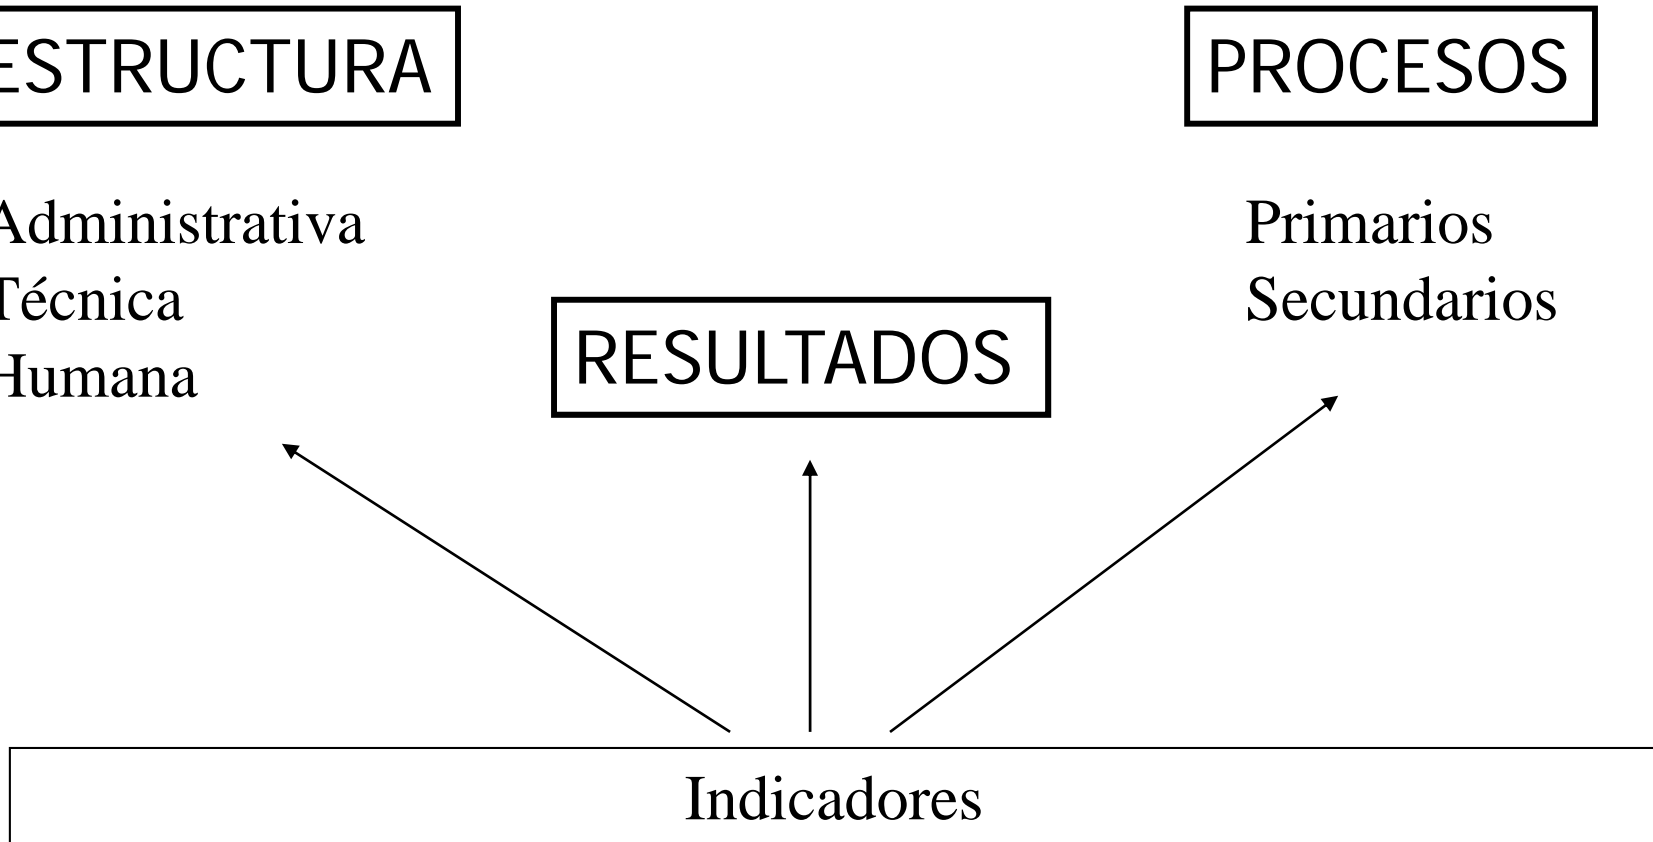 ESTRUCTURA
Administrativa
Técnica
Humana
PROCESOS
Primarios
Secundarios
RESULTADOS
Indicadores